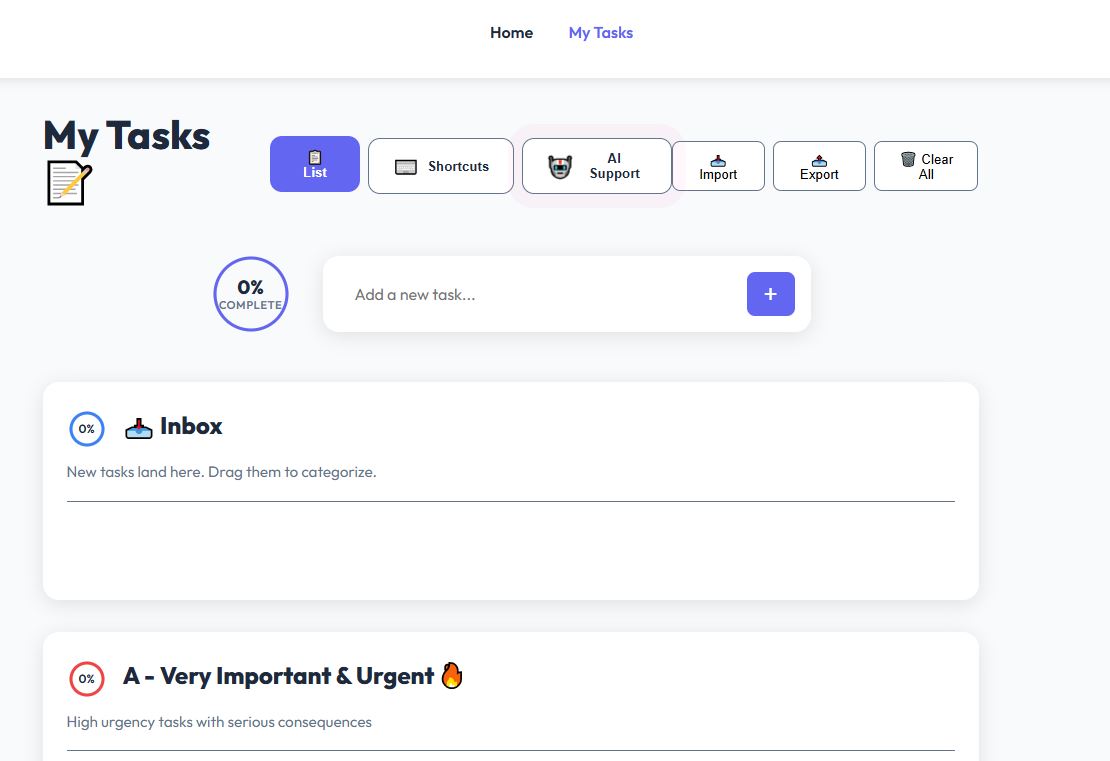 Home My Tasks
My Tasks
List
Shortcuts
AI
Support
Import
Export
Clear
All
0%
COMPLETE
Add a new task...
+
0%
Inbox
New tasks land here. Drag them to categorize.
0%
A - Very Important & Urgent
High urgency tasks with serious consequences